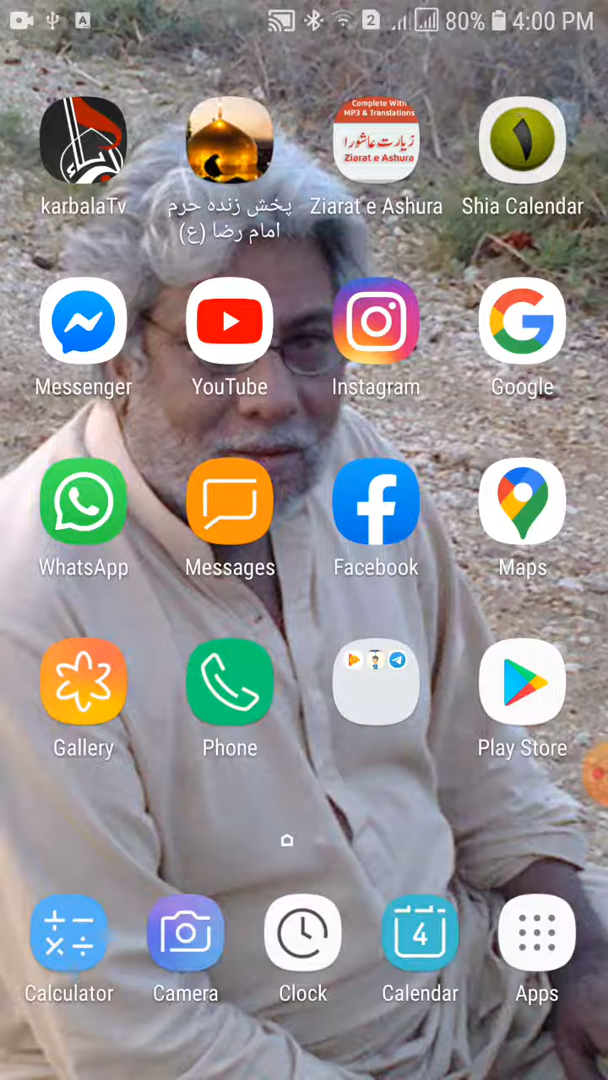 A 2 80% 4:00 PM
Complete With
MP3 & Translations
زیارت عاشورا
Ziarat e Ashura
١
karbalaTv
پخش زنده حرم
امام رضا (ع)
Ziarat e Ashura
Shia Calendar
G
Messenger
YouTube
Instagram
Google
f
WhatsApp
Messages
Facebook
Maps
Gallery
Phone
Play Store
4
Calculator
Camera
Clock
Calendar
Apps